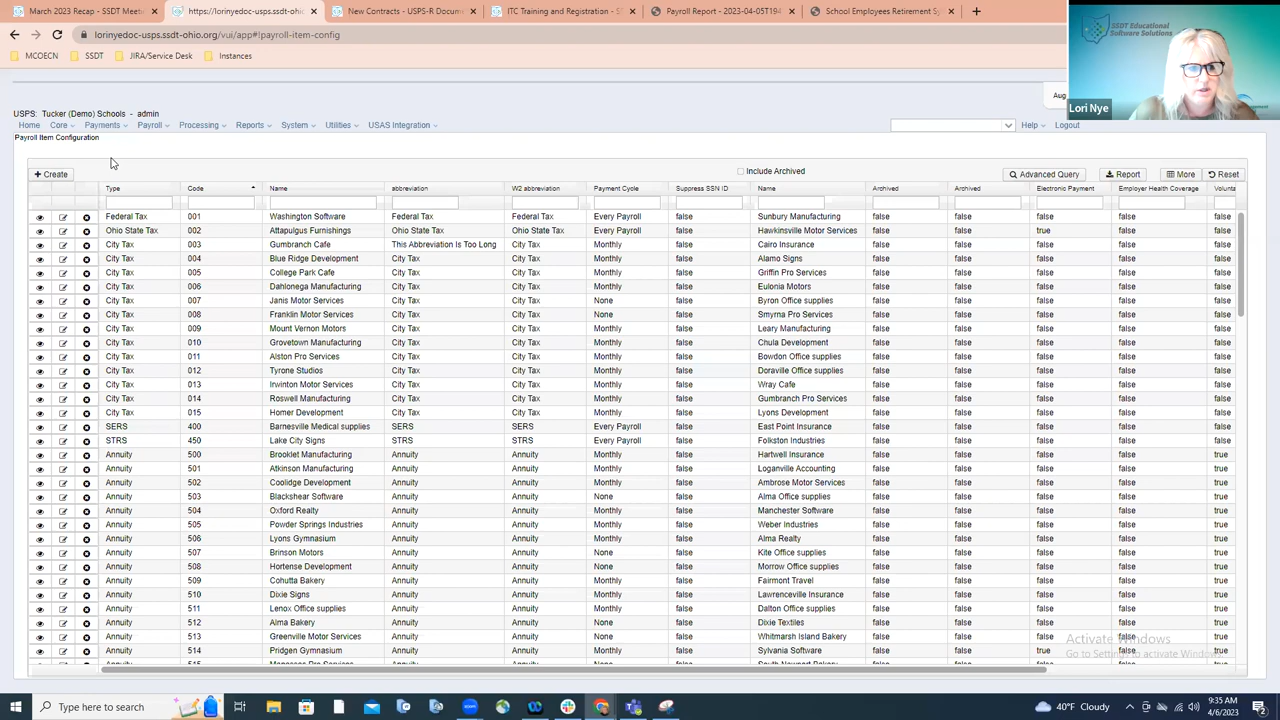 March 2023 Recap - SSDT Meetin × https://lorinyedoc-usps.ssdt-ohi × New Contracts - USPS-R Docum × ITC Training and Registration - S × Payroll Report - 2023-04-05T194 × School Employees Retirement Sy × +
lorinyedoc-usps.ssdt-ohio.org/vui/app#!payroll-item-config
MCOECN SSDT JIRA/Service Desk Instances
SSDT Educational
Software Solutions
Lori Nye
USPS: Tucker (Demo) Schools - admin
Home Core Payments Payroll Processing Reports System Utilities USAS Integration Help Logout
Payroll Item Configuration
+ Create Include Archived Advanced Query Report More Reset
Type Code Name abbreviation W2 abbreviation Payment Cycle Suppress SSN ID Name Archived Archived Electronic Payment Employer Health Coverage Volunta
Federal Tax 001 Washington Software Federal Tax Federal Tax Every Payroll false Sunbury Manufacturing false false false false false
Ohio State Tax 002 Attapulgus Furnishings Ohio State Tax Ohio State Tax Every Payroll false Hawkinsville Motor Services false false true false false
City Tax 003 Gumbranch Cafe This Abbreviation Is Too Long City Tax Monthly false Cairo Insurance false false false false false
City Tax 004 Blue Ridge Development City Tax City Tax Monthly false Alamo Signs false false false false false
City Tax 005 College Park Cafe City Tax City Tax Monthly false Griffin Pro Services false false false false false
City Tax 006 Dahlonega Manufacturing City Tax City Tax Monthly false Eulonia Motors false false false false false
City Tax 007 Janis Motor Services City Tax City Tax None false Byron Office supplies false false false false false
City Tax 008 Franklin Motor Services City Tax City Tax None false Smyrna Pro Services false false false false false
City Tax 009 Mount Vernon Motors City Tax City Tax Monthly false Leary Manufacturing false false false false false
City Tax 010 Grovetown Manufacturing City Tax City Tax Monthly false Chula Development false false false false false
City Tax 011 Alston Pro Services City Tax City Tax Monthly false Bowdon Office supplies false false false false false
City Tax 012 Tyrone Studios City Tax City Tax Monthly false Doraville Office supplies false false false false false
City Tax 013 Irwinton Motor Services City Tax City Tax Monthly false Wray Cafe false false false false false
City Tax 014 Roswell Manufacturing City Tax City Tax Monthly false Gumbranch Pro Services false false false false false
City Tax 015 Homer Development City Tax City Tax Monthly false Lyons Development false false false false false
SERS 400 Barnesville Medical supplies SERS SERS Every Payroll false East Point Insurance false false false false false
STRS 450 Lake City Signs STRS STRS Every Payroll false Folkston Industries false false false false false
Annuity 500 Brooklet Manufacturing Annuity Annuity Monthly false Hartwell Insurance false false false false true
Annuity 501 Atkinson Manufacturing Annuity Annuity Monthly false Loganville Accounting false false false false true
Annuity 502 Coolidge Development Annuity Annuity Monthly false Ambrose Motor Services false false false false true
Annuity 503 Blackshear Software Annuity Annuity None false Alma Office supplies false false false false true
Annuity 504 Oxford Realty Annuity Annuity Monthly false Manchester Software false false false false true
Annuity 505 Powder Springs Industries Annuity Annuity Monthly false Weber Industries false false false false true
Annuity 506 Lyons Gymnasium Annuity Annuity Monthly false Alma Realty false false false false true
Annuity 507 Brinson Motors Annuity Annuity None false Kite Office supplies false false false false true
Annuity 508 Hortense Development Annuity Annuity None false Morrow Office supplies false false false false true
Annuity 509 Cohutta Bakery Annuity Annuity Monthly false Fairmont Travel false false false false true
Annuity 510 Dixie Signs Annuity Annuity Monthly false Lawrenceville Insurance false false false false true
Annuity 511 Lenox Office supplies Annuity Annuity Monthly false Dalton Office supplies false false false false true
Annuity 512 Alma Bakery Annuity Annuity None false Dixie Textiles false false false false true
Annuity 513 Greenville Motor Services Annuity Annuity None false Whitmarsh Island Bakery false false false false true
Annuity 514 Pridgen Gymnasium Annuity Annuity Monthly false Sylvania Software false false true false true
Activate Windows
Go to Settings to activate Windows.
Type here to search
40°F Cloudy
9:35 AM
4/6/2023